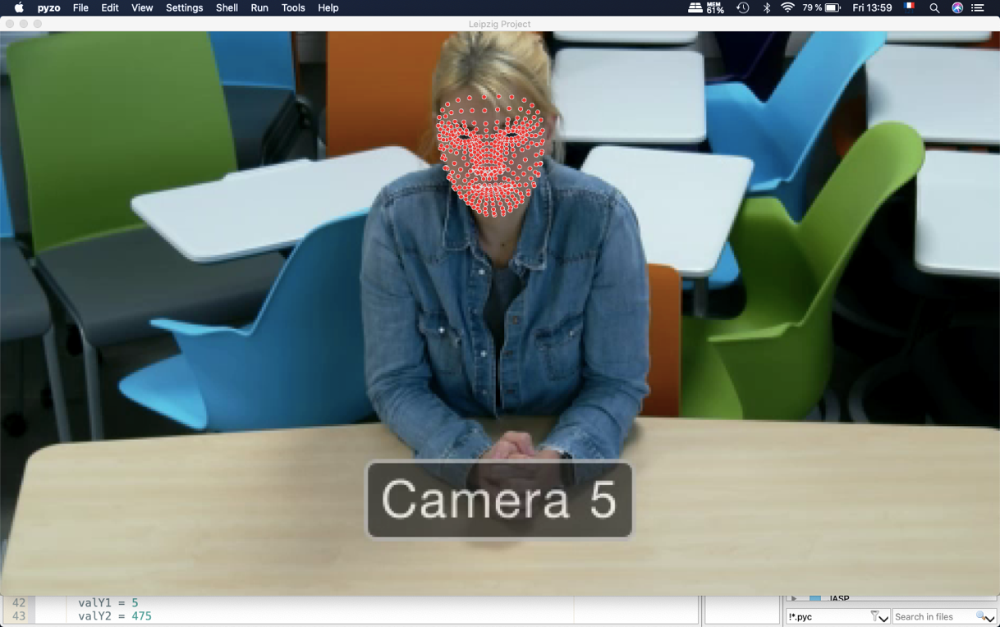 pyzo File Edit View Settings Shell Run Tools Help MEM 61% 79 % Fri 13:59
Leipzig Project
Camera 5
42 valY1 = 5
43 valY2 = 475
JASP
!*.pyc Search in files